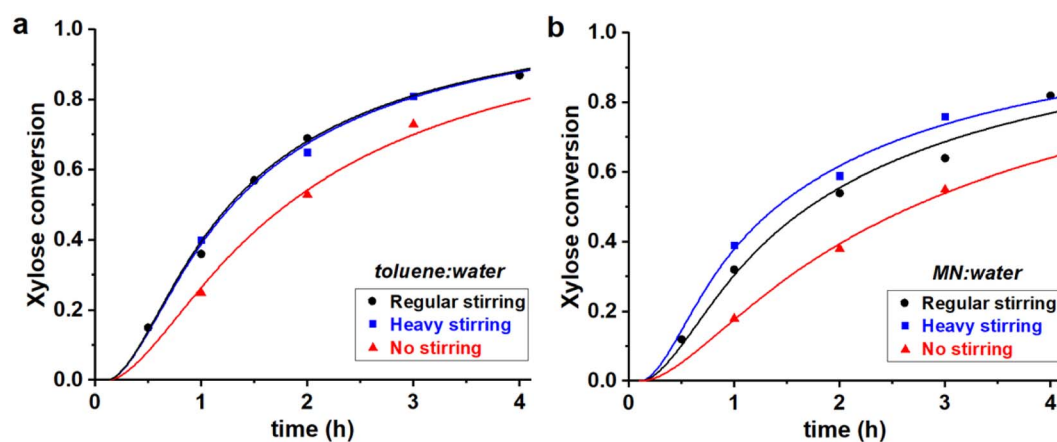 a
1.0
0.8
0.6
0.4
0.2
0.0
Xylose conversion
0 1 2 3 4
time (h)
toluene:water
Regular stirring
Heavy stirring
No stirring
b
1.0
0.8
0.6
0.4
0.2
0.0
Xylose conversion
0 1 2 3 4
time (h)
MN:water
Regular stirring
Heavy stirring
No stirring